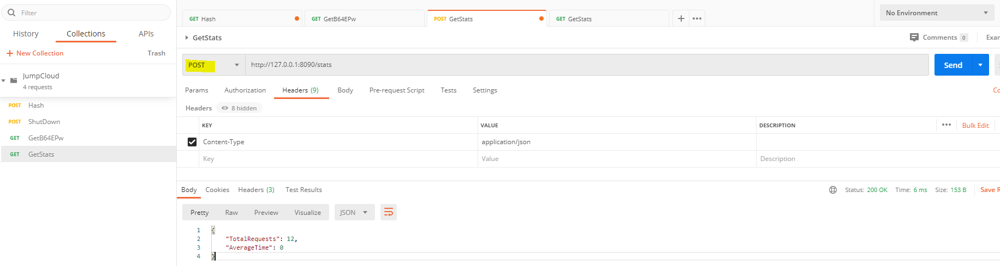 Filter
History Collections APIs
+ New Collection Trash
JumpCloud
4 requests
POST Hash
POST ShutDown
GET GetB64EPw
GET GetStats
GET Hash GET GetB64EPw POST GetStats GET GetStats + ••• No Environment
GetStats Comments 0 Exam
POST http://127.0.0.1:8090/stats Send
Params Authorization Headers (9) Body Pre-request Script Tests Settings Co
Headers 8 hidden
KEY VALUE DESCRIPTION ••• Bulk Edit
Content-Type application/json
Key Value Description
Body Cookies Headers (3) Test Results Status: 200 OK Time: 6 ms Size: 153 B Save R
Pretty Raw Preview Visualize JSON
1 {
2 "TotalRequests": 12,
3 "AverageTime": 0
4 }